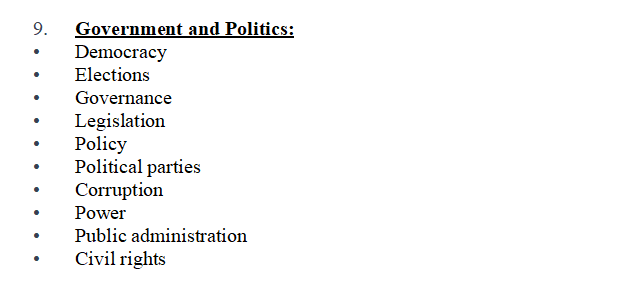 9. Government and Politics:
• Democracy
• Elections
• Governance
• Legislation
• Policy
• Political parties
• Corruption
• Power
• Public administration
• Civil rights